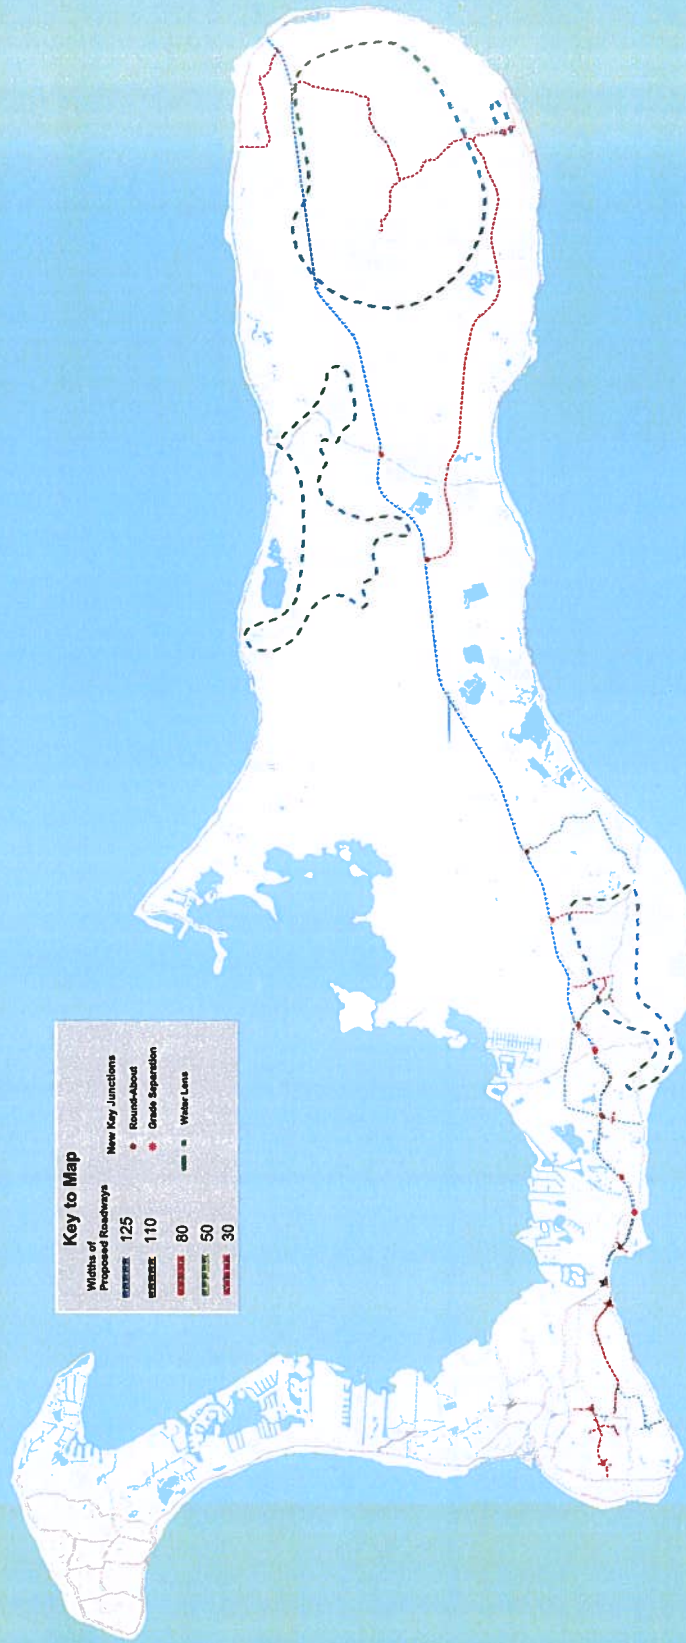 Key to Map
Widths of
Proposed Roadways
125
110
80
50
30
New Key Junctions
Round-About
Grade Separation
Water Lens